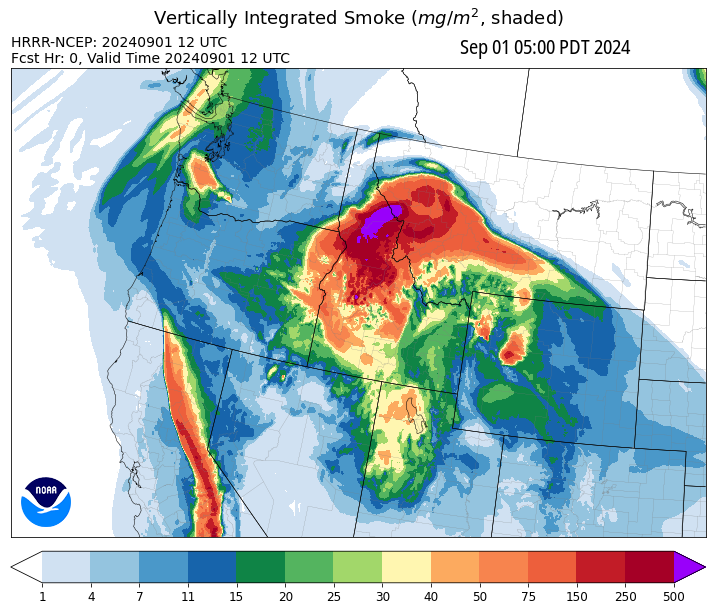 Vertically Integrated Smoke (mg/m², shaded)
HRRR-NCEP: 20240901 12 UTC
Sep 01 05:00 PDT 2024
Fcst Hr: 0, Valid Time 20240901 12 UTC
NOAA
1 4 7 11 15 20 25 30 40 50 75 150 250 500